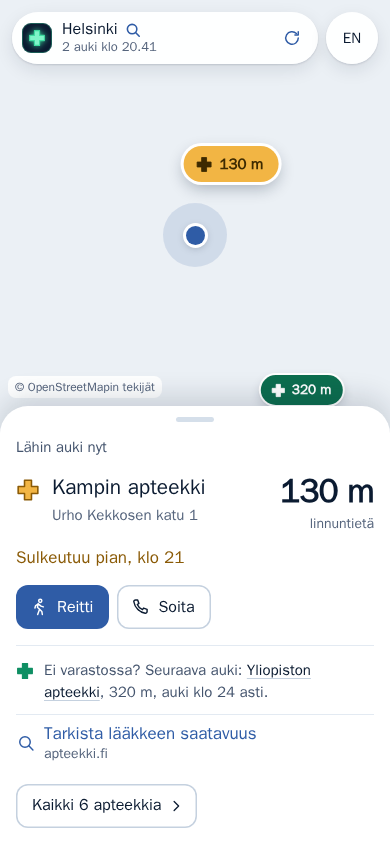 Helsinki
2 auki klo 20.41
EN
130 m
© OpenStreetMapin tekijät
320 m
Lähin auki nyt
Kampin apteekki
130 m
Urho Kekkosen katu 1
linnuntietä
Sulkeutuu pian, klo 21
Reitti
Soita
Ei varastossa? Seuraava auki: Yliopiston
apteekki, 320 m, auki klo 24 asti.
Tarkista lääkkeen saatavuus
apteekki.fi
Kaikki 6 apteekkia